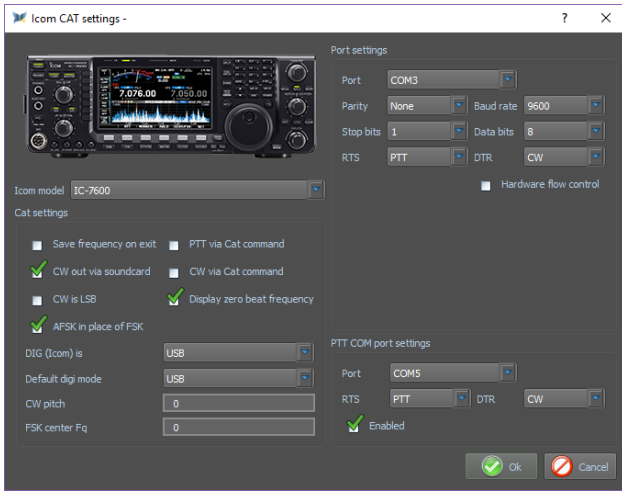 Icom CAT settings -
?
Port settings
ICOM
7.076.00
7.050.00
Port COM3
Parity None Baud rate 9600
Stop bits 1 Data bits 8
RTS PTT DTR CW
Hardware flow control
Icom model IC-7600
Cat settings
Save frequency on exit PTT via Cat command
CW out via soundcard CW via Cat command
CW is LSB Display zero beat frequency
AFSK in place of FSK
DIG (Icom) is USB
Default digi mode USB
CW pitch 0
FSK center Fq 0
PTT COM port settings
Port COM5
RTS PTT DTR CW
Enabled
Ok Cancel